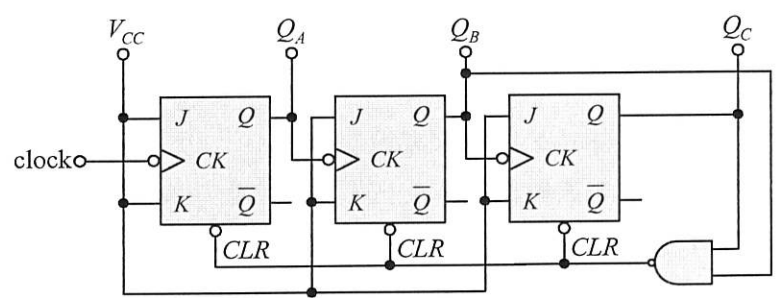 V_CC Q_A Q_B Q_C
J Q J Q J Q
clock CK CK CK
K Q̅ K Q̅ K Q̅
CLR CLR CLR